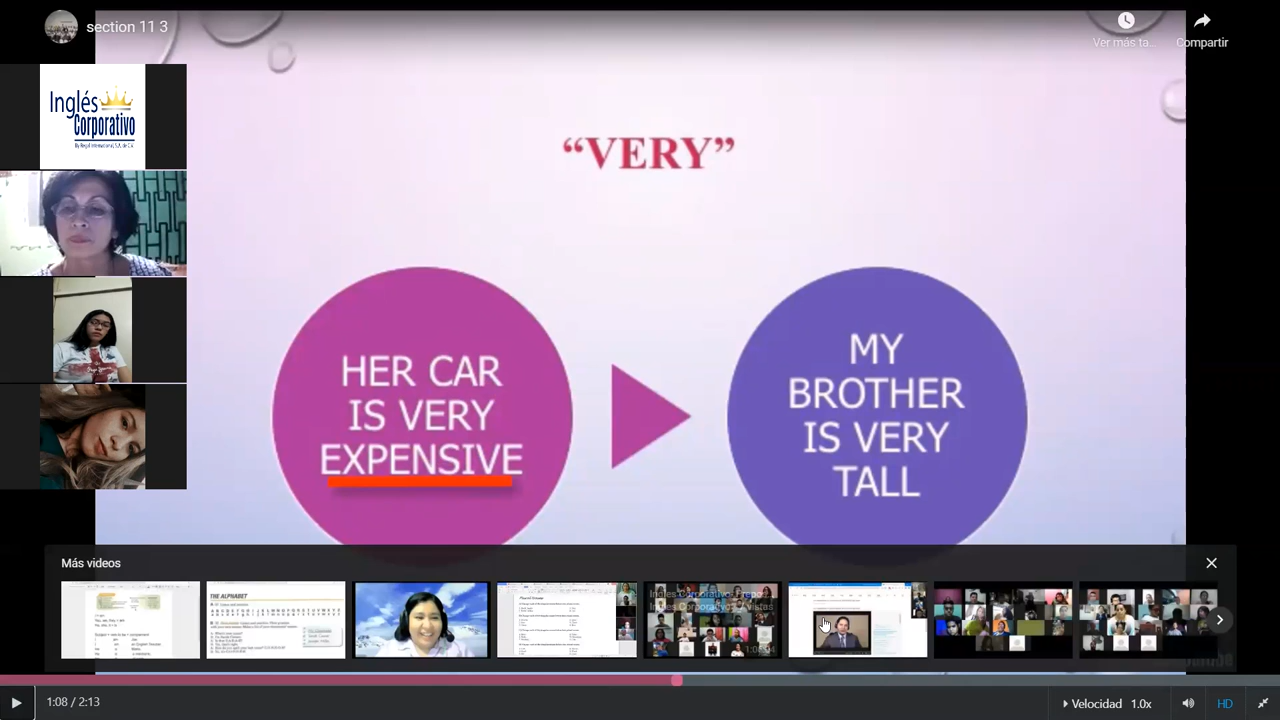 section 11 3
Ver más ta...
Compartir
Inglés
Corporativo
"VERY"
HER CAR
IS VERY
EXPENSIVE
MY
BROTHER
IS VERY
TALL
Más videos
THE ALPHABET
1:08 / 2:13
Velocidad 1.0x
HD